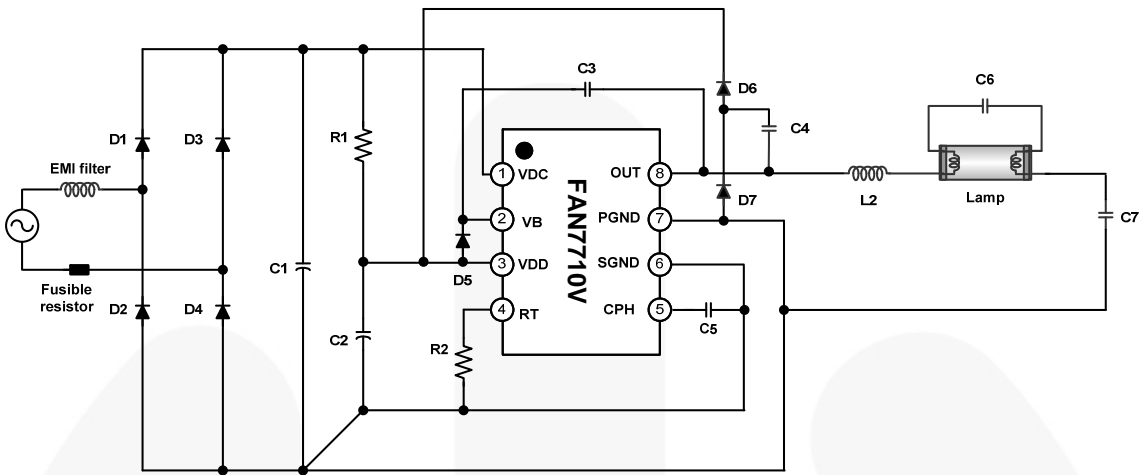 C3
D6
C6
D1
D3
R1
C4
EMI filter
1
VDC
OUT
8
FAN7710V
L2
Lamp
2
VB
PGND
7
D7
C7
C1
D5
3
VDD
SGND
6
Fusible
resistor
D2
D4
C2
4
RT
CPH
5
C5
R2